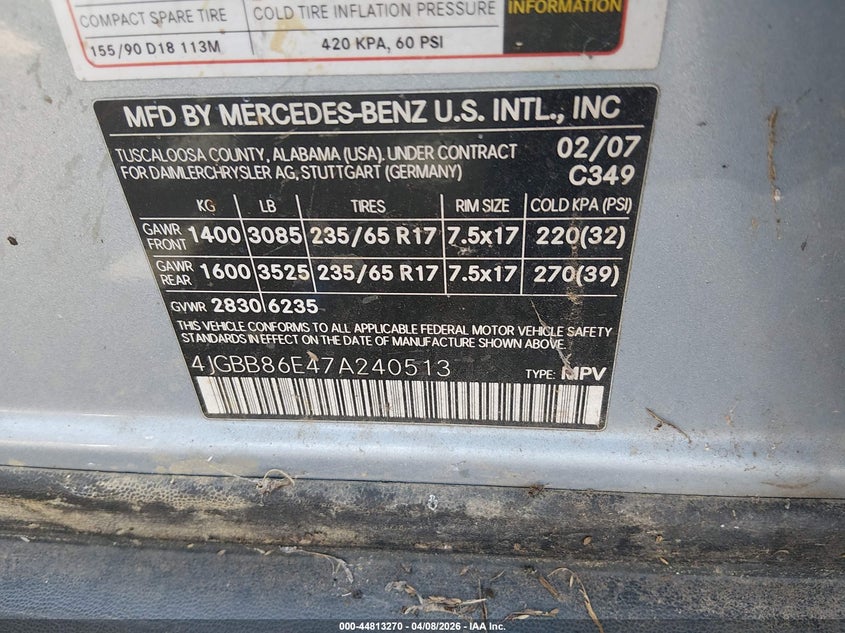 COMPACT SPARE TIRE
COLD TIRE INFLATION PRESSURE
INFORMATION
155/90 D18 113M
420 KPA, 60 PSI
MFD BY MERCEDES-BENZ U.S. INTL., INC
TUSCALOOSA COUNTY, ALABAMA (USA). UNDER CONTRACT 02/07
FOR DAIMLERCHRYSLER AG, STUTTGART (GERMANY) C349
KG LB TIRES RIM SIZE COLD KPA (PSI)
GAWR FRONT 1400 3085 235/65 R17 7.5x17 220(32)
GAWR REAR 1600 3525 235/65 R17 7.5x17 270(39)
GVWR 2830 6235
THIS VEHICLE CONFORMS TO ALL APPLICABLE FEDERAL MOTOR VEHICLE SAFETY
STANDARDS IN EFFECT ON THE DATE OF MANUFACTURE SHOWN ABOVE.
4JGBB86E47A240513 TYPE: MPV
000-44813270 - 04/08/2026 - IAA Inc.